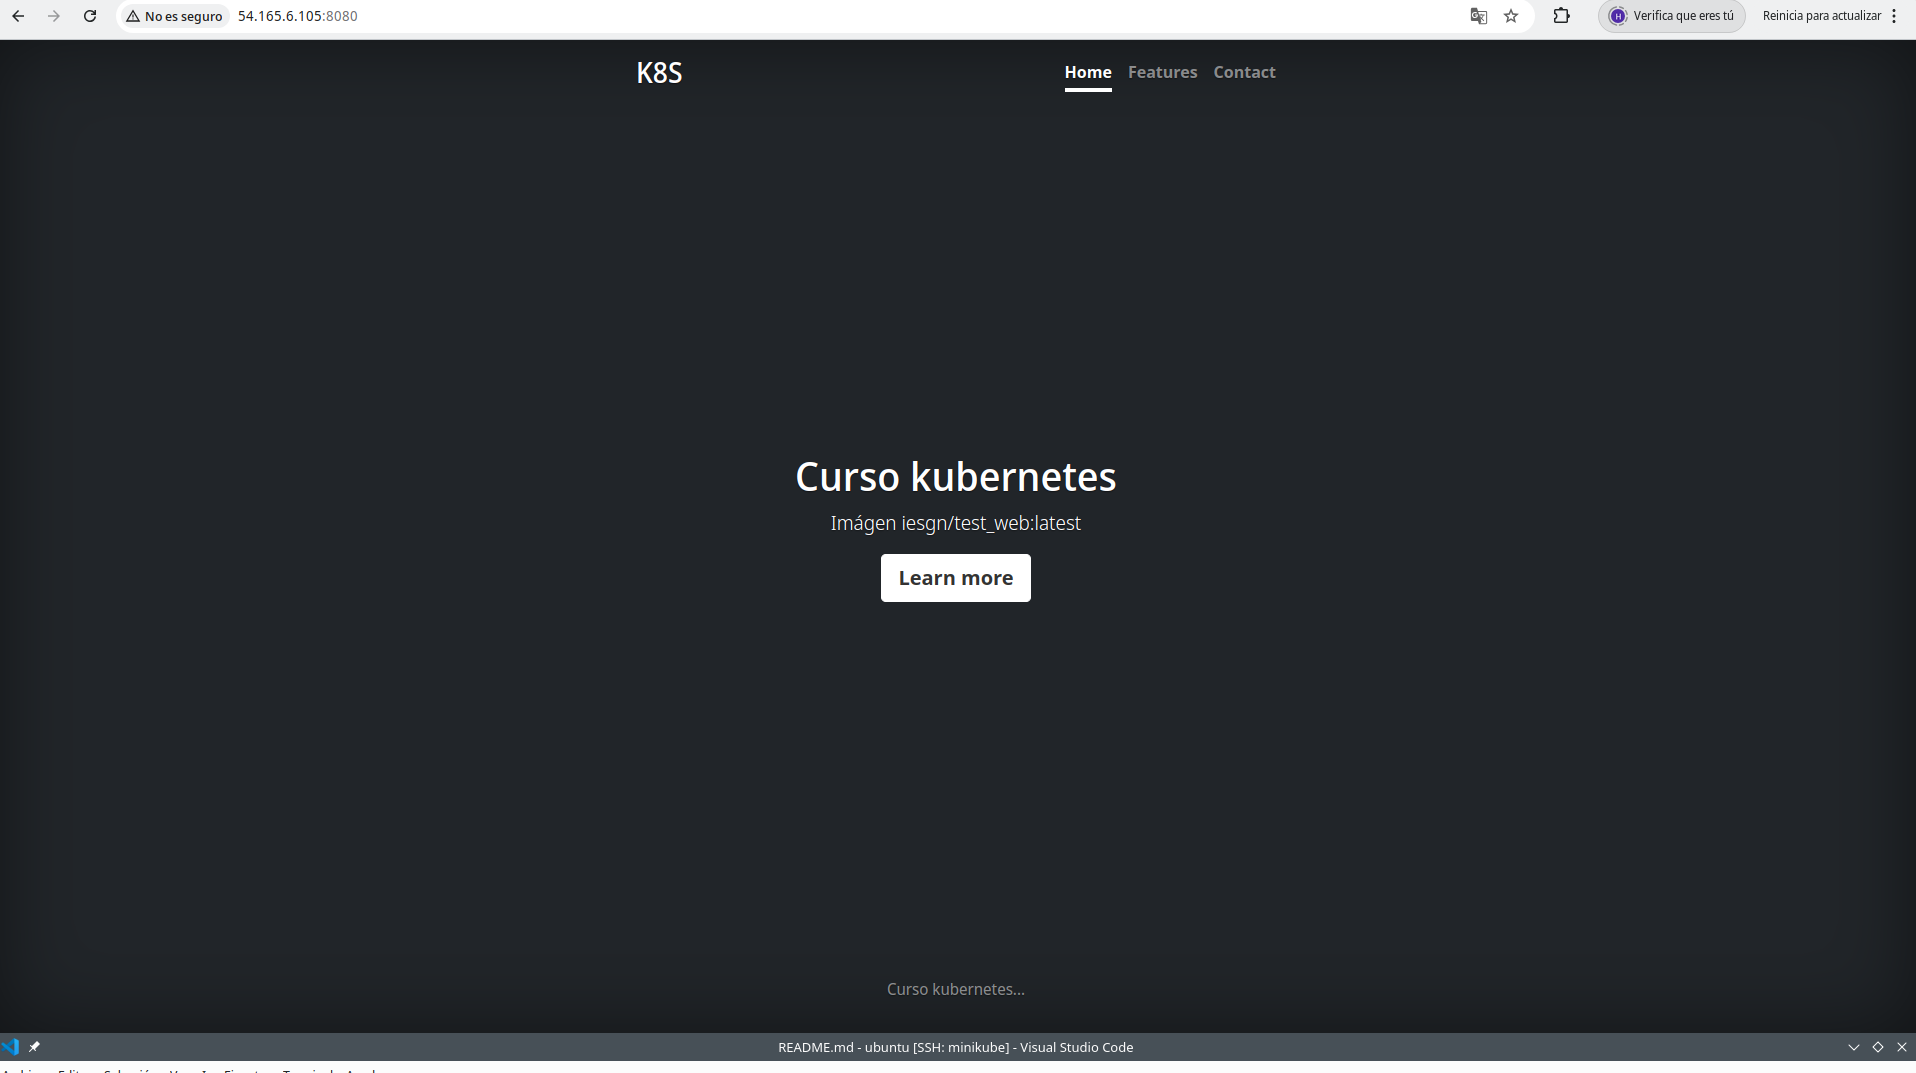 No es seguro 54.165.6.105:8080 Verifica que eres tú Reinicia para actualizar
K8S Home Features Contact
Curso kubernetes
Imágen iesgn/test_web:latest
Learn more
Curso kubernetes...
README.md - ubuntu [SSH: minikube] - Visual Studio Code